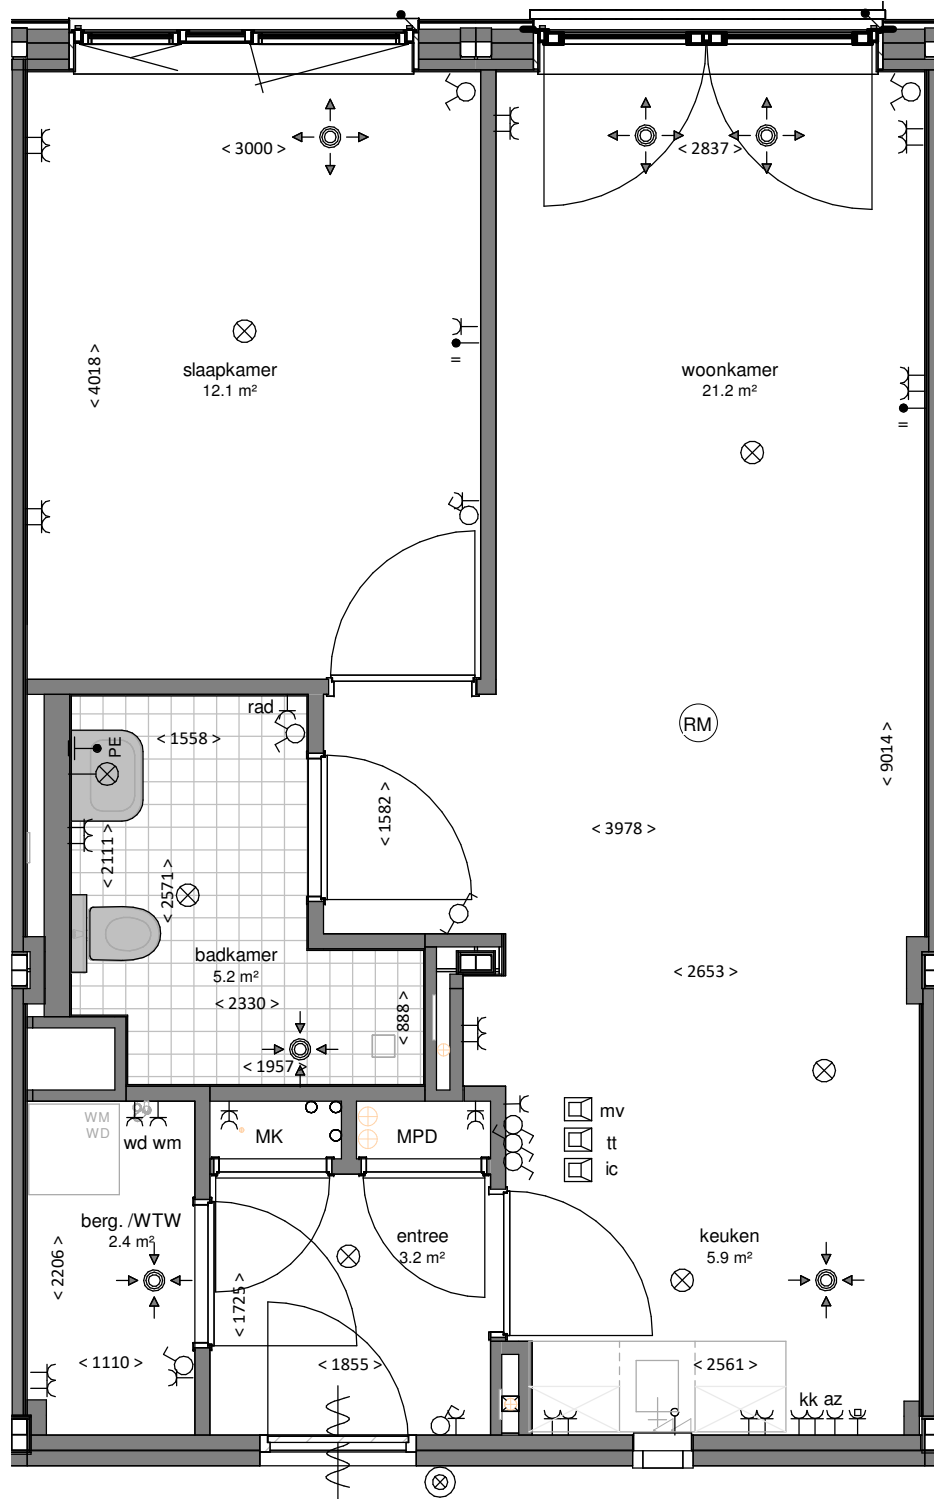 < 3000 >
< 2837 >
< 4018 >
slaapkamer
12.1 m²
=
woonkamer
21.2 m²
=
rad
PE
< 1558 >
RM
< 9014 >
< 1582 >
< 3978 >
< 2111 >
< 2571 >
badkamer
5.2 m²
< 2330 >
< 888 >
< 2653 >
< 1957 >
WM
WD
wd wm
MK
MPD
mv
tt
ic
berg. /WTW
2.4 m²
entree
3.2 m²
keuken
5.9 m²
< 2206 >
< 1725 >
< 1110 >
< 1855 >
< 2561 >
kk az